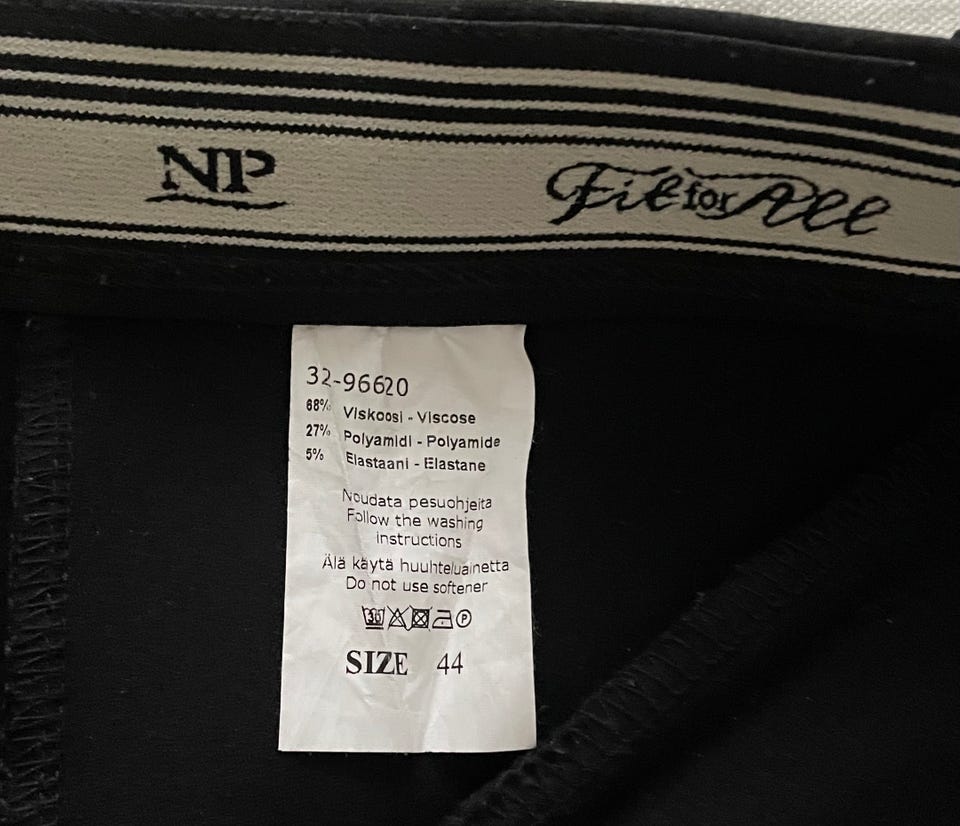 NP
Fit for All
32-96620
68% Viskoosi - Viscose
27% Polyamidi - Polyamide
5% Elastaani - Elastane
Noudata pesuohjeita
Follow the washing
instructions
Älä käytä huuhteluainetta
Do not use softener
30 P
SIZE 44